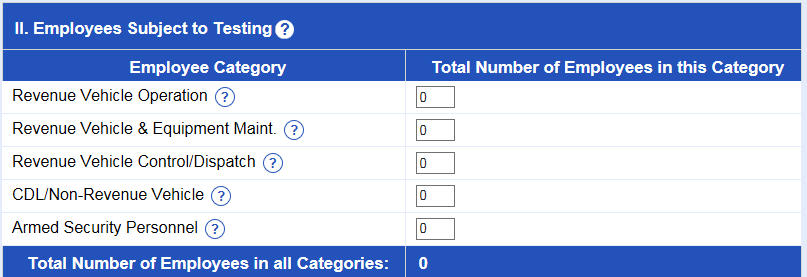 II. Employees Subject to Testing ?
Employee Category Total Number of Employees in this Category
Revenue Vehicle Operation ? 0
Revenue Vehicle & Equipment Maint. ? 0
Revenue Vehicle Control/Dispatch ? 0
CDL/Non-Revenue Vehicle ? 0
Armed Security Personnel ? 0
Total Number of Employees in all Categories: 0